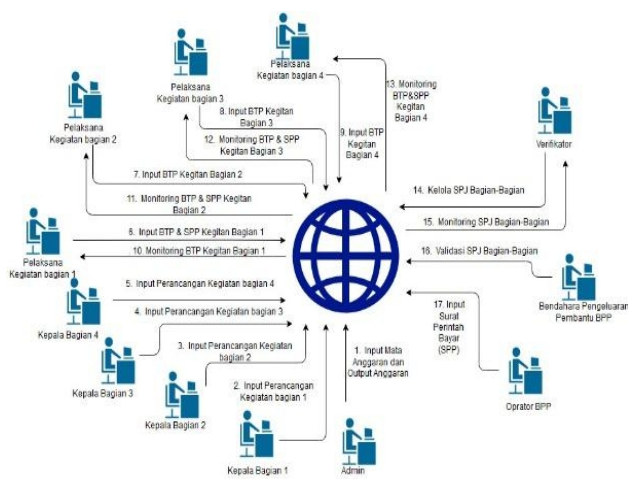 Pelaksana
Kegiatan bagian 4
13. Monitoring
BTP&SPP
Kegitan
Bagian 4
Pelaksana
Kegiatan bagian 3
8. Input BTP Kegitan
Bagian 3
9. Input BTP
Kegitan
Bagian 4
12. Monitoring BTP & SPP
Kegitan Bagian 3
Pelaksana
Kegiatan bagian 2
Verifikator
7. Input BTP Kegitan Bagian 2
14. Kelola SPJ Bagian-Bagian
11. Monitoring BTP & SPP Kegitan
Bagian 2
15. Monitoring SPJ Bagian-Bagian
6. Input BTP & SPP Kegitan Bagian 1
10. Monitoring BTP Kegitan Bagian 1
16. Validasi SPJ Bagian-Bagian
Pelaksana
Kegiatan bagian 1
5. Input Perancangan Kegiatan bagian 4
Bendahara Pengeluaran
Pembantu BPP
4. Input Perancangan Kegiatan bagian 3
17. Input
Surat
Perintah
Bayar
(SPP)
Kepala Bagian 4
3. Input Perancangan Kegiatan
bagian 2
1. Input Mata
Anggaran dan
Output Anggaran
Kepala Bagian 3
2. Input Perancangan
Kegiatan bagian 1
Kepala Bagian 2
Oprator BPP
Kepala Bagian 1
Admin